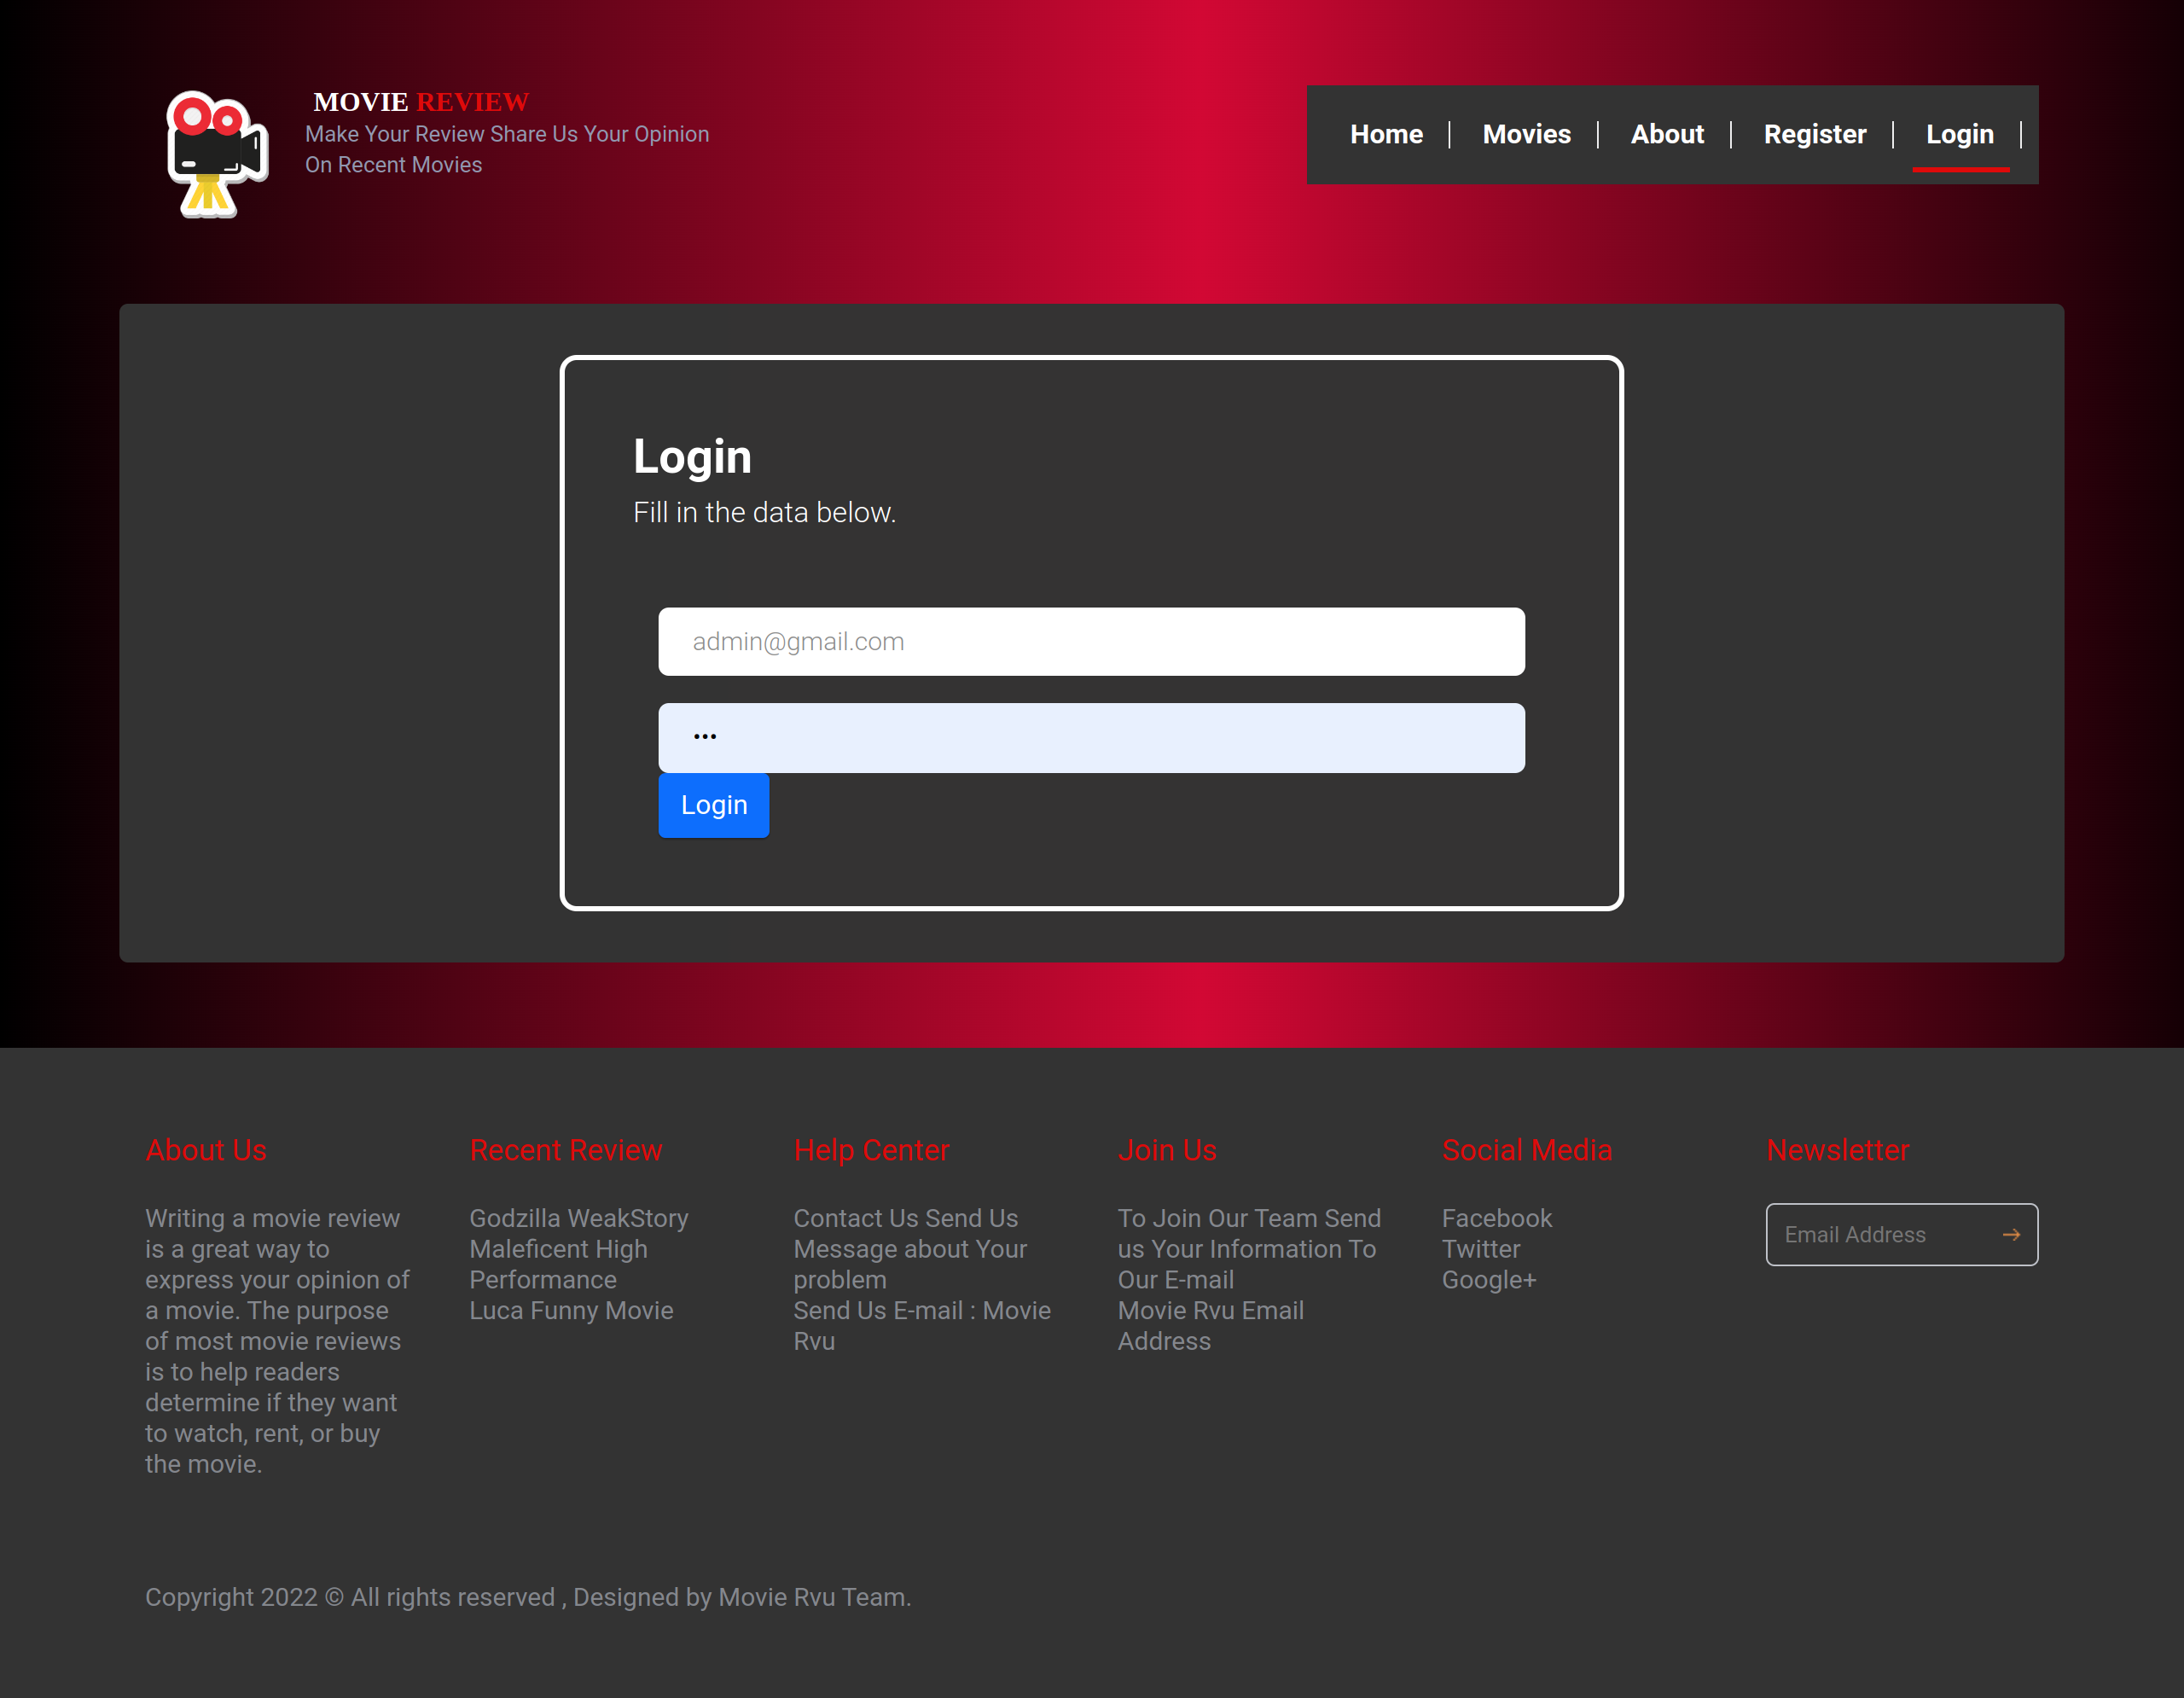 MOVIE REVIEW
Make Your Review Share Us Your Opinion
On Recent Movies
Home
Movies
About
Register
Login
Login
Fill in the data below.
admin@gmail.com
•••
Login
About Us
Writing a movie review
is a great way to
express your opinion of
a movie. The purpose
of most movie reviews
is to help readers
determine if they want
to watch, rent, or buy
the movie.
Recent Review
Godzilla WeakStory
Maleficent High
Performance
Luca Funny Movie
Help Center
Contact Us Send Us
Message about Your
problem
Send Us E-mail : Movie
Rvu
Join Us
To Join Our Team Send
us Your Information To
Our E-mail
Movie Rvu Email
Address
Social Media
Facebook
Twitter
Google+
Newsletter
Email Address →
Copyright 2022 © All rights reserved , Designed by Movie Rvu Team.